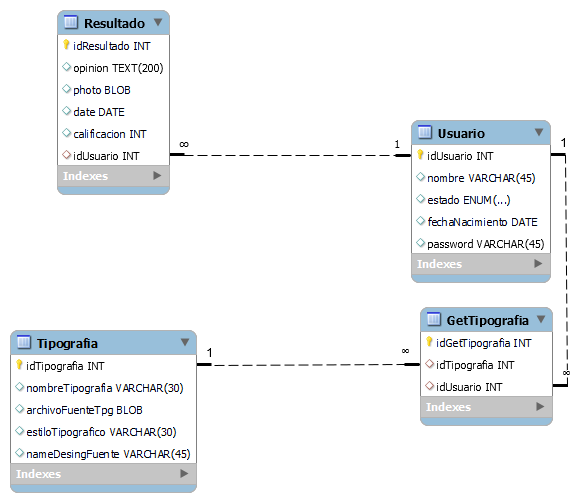 Resultado
idResultado INT
opinion TEXT(200)
photo BLOB
date DATE
calificacion INT
idUsuario INT
Indexes
∞
1
Usuario
idUsuario INT
nombre VARCHAR(45)
estado ENUM(...)
fechaNacimiento DATE
password VARCHAR(45)
Indexes
1
∞
GetTipografia
idGetTipografia INT
idTipografia INT
idUsuario INT
Indexes
∞
1
Tipografia
idTipografia INT
nombreTipografia VARCHAR(30)
archivoFuenteTpg BLOB
estiloTipografico VARCHAR(30)
nameDesingFuente VARCHAR(45)
Indexes